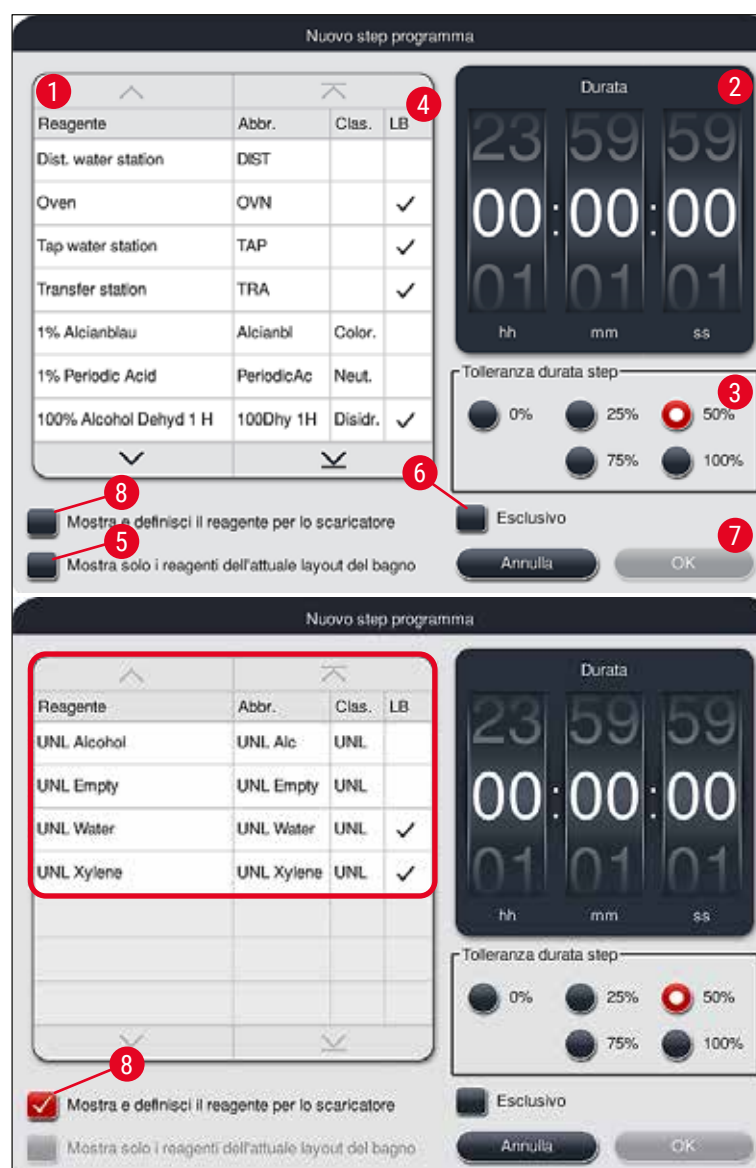 Nuovo step programma
1
4
Reagente Abbr. Clas. LB
Dist. water station DIST
Oven OVN ✓
Tap water station TAP ✓
Transfer station TRA ✓
1% Alcianblau Alcianbl Color.
1% Periodic Acid PeriodicAc Neut.
100% Alcohol Dehyd 1 H 100Dhy 1H Disidr. ✓
8
Mostra e definisci il reagente per lo scaricatore
5
Mostra solo i reagenti dell'attuale layout del bagno
Durata
2
23 59 59
00:00:00
01 01 01
hh mm ss
Tolleranza durata step
3
0% 25% 50%
75% 100%
6
Esclusivo
7
Annulla OK
Nuovo step programma
Reagente Abbr. Clas. LB
UNL Alcohol UNL Alc UNL
UNL Empty UNL Empty UNL
UNL Water UNL Water UNL ✓
UNL Xylene UNL Xylene UNL ✓
8
Mostra e definisci il reagente per lo scaricatore
Mostra solo i reagenti dell'attuale layout del bagno
Durata
23 59 59
00:00:00
01 01 01
hh mm ss
Tolleranza durata step
0% 25% 50%
75% 100%
Esclusivo
Annulla OK